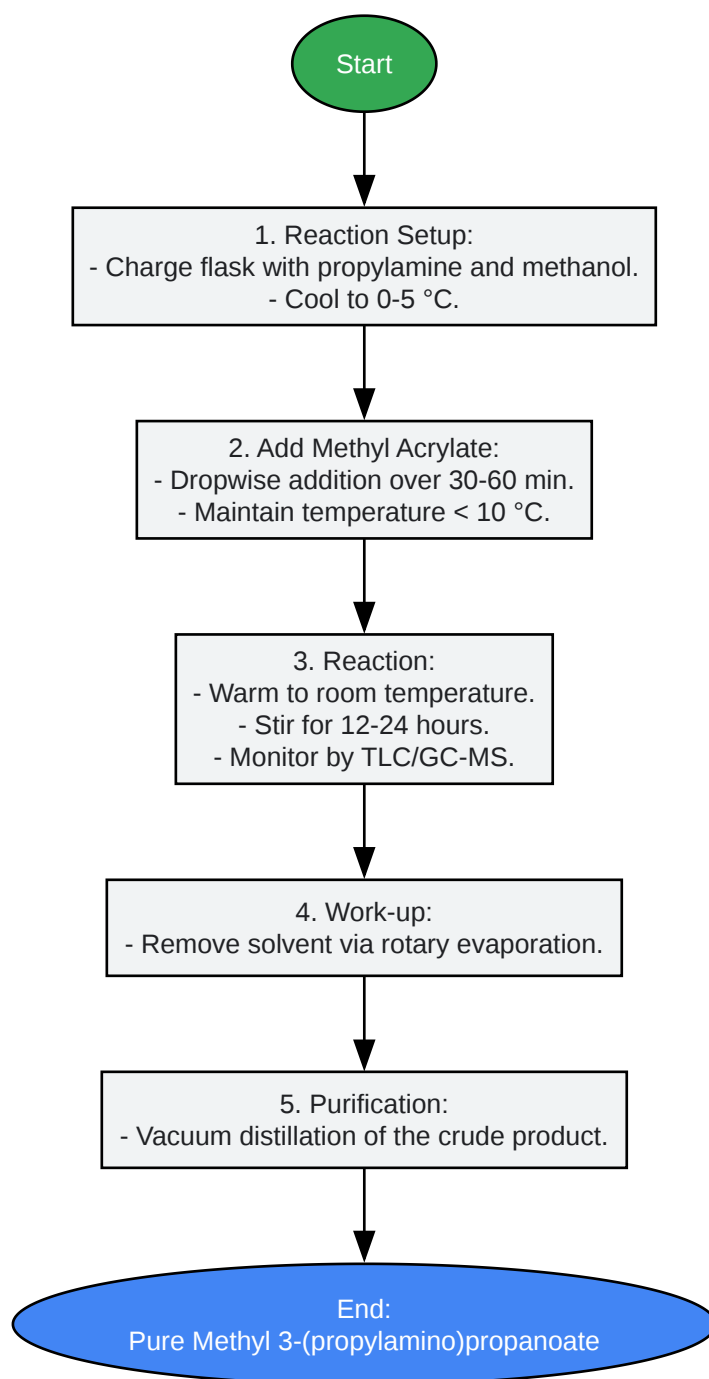 Start
1. Reaction Setup:
- Charge flask with propylamine and methanol.
- Cool to 0-5 °C.
2. Add Methyl Acrylate:
- Dropwise addition over 30-60 min.
- Maintain temperature < 10 °C.
3. Reaction:
- Warm to room temperature.
- Stir for 12-24 hours.
- Monitor by TLC/GC-MS.
4. Work-up:
- Remove solvent via rotary evaporation.
5. Purification:
- Vacuum distillation of the crude product.
End:
Pure Methyl 3-(propylamino)propanoate